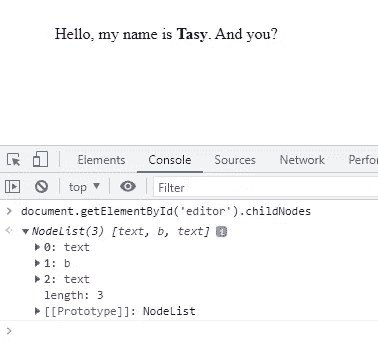 Hello, my name is Tasy. And you?
Elements Console Sources Network
top Filter
> document.getElementById('editor').childNodes
NodeList(3) [text, b, text] i
0: text
1: b
2: text
length: 3
[[Prototype]]: NodeList
>